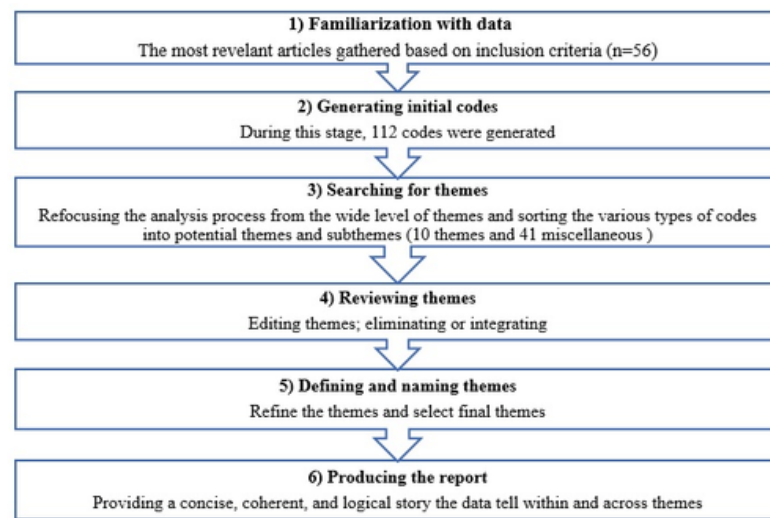 1) Familiarization with data
The most revelant articles gathered based on inclusion criteria (n=56)
2) Generating initial codes
During this stage, 112 codes were generated
3) Searching for themes
Refocusing the analysis process from the wide level of themes and sorting the various types of codes
into potential themes and subthemes (10 themes and 41 miscellaneous )
4) Reviewing themes
Editing themes; eliminating or integrating
5) Defining and naming themes
Refine the themes and select final themes
6) Producing the report
Providing a concise, coherent, and logical story the data tell within and across themes